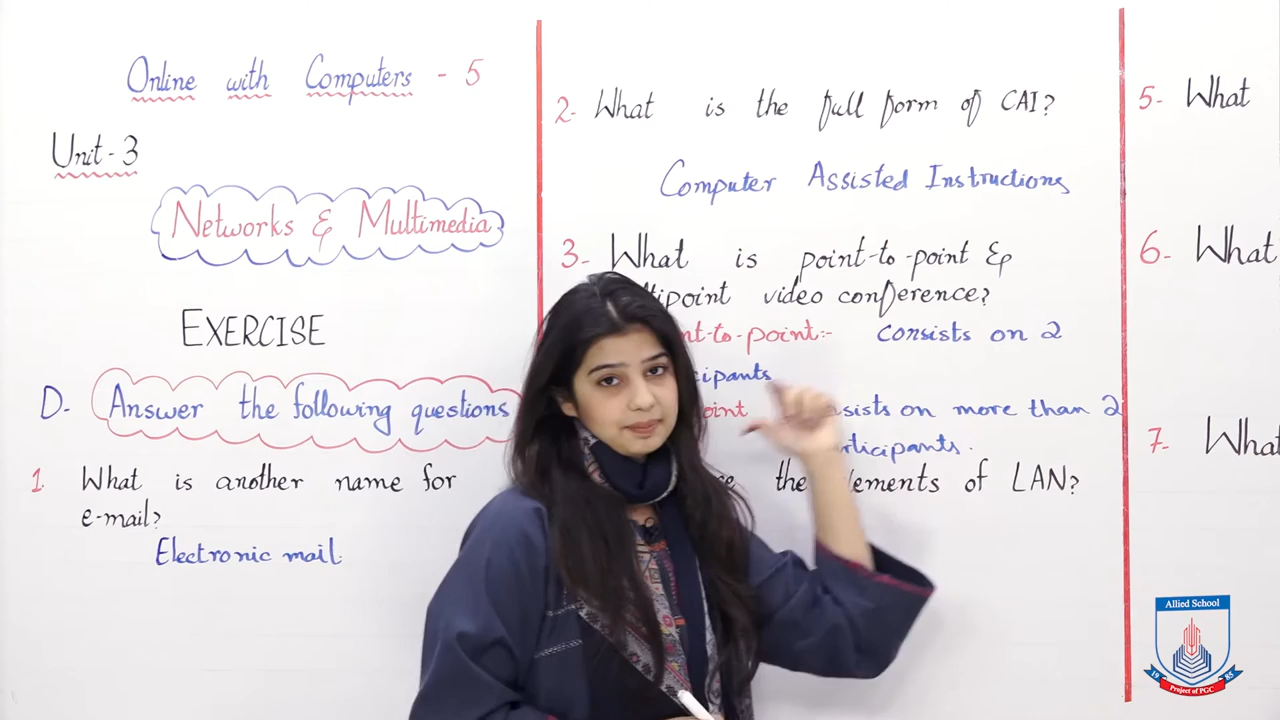 Online with Computers - 5
Unit - 3
Networks & Multimedia
EXERCISE
D. Answer the following questions
1. What is another name for
e-mail?
Electronic mail.
2. What is the full form of CAI?
Computer Assisted Instructions
3. What is point-to-point &
video conference?
-to-point:- consists on 2
on more than 2
the of LAN?
5- What
6- What
7- What
Allied School
1985
Project of PGC